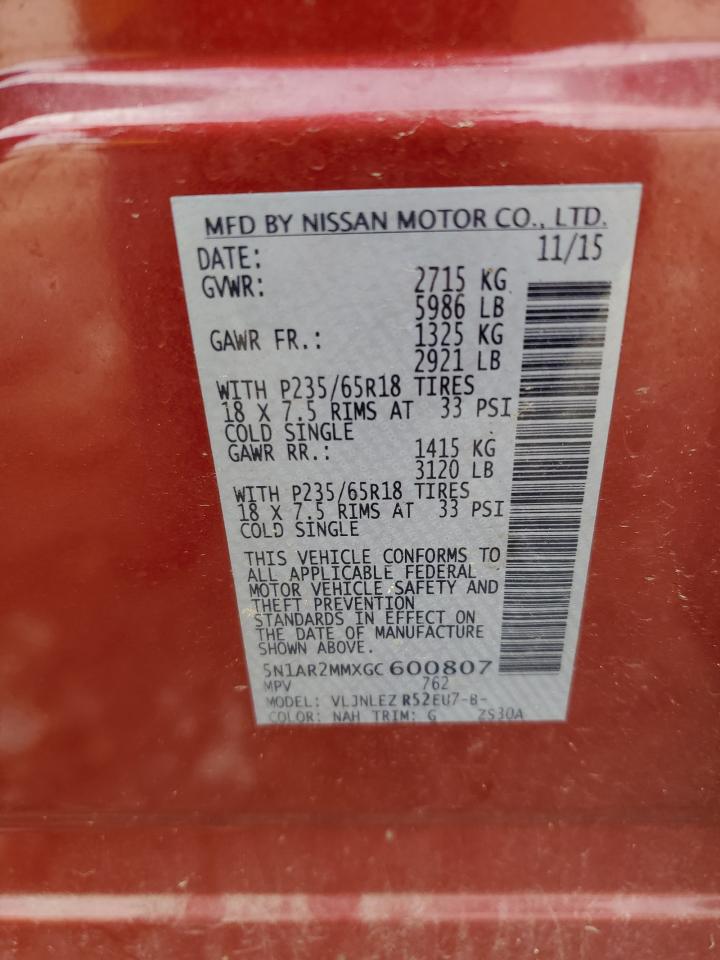 MFD BY NISSAN MOTOR CO., LTD.
DATE: 11/15
GVWR: 2715 KG
5986 LB
GAWR FR.: 1325 KG
2921 LB
WITH P235/65R18 TIRES
18 X 7.5 RIMS AT 33 PSI
COLD SINGLE
GAWR RR.: 1415 KG
3120 LB
WITH P235/65R18 TIRES
18 X 7.5 RIMS AT 33 PSI
COLD SINGLE
THIS VEHICLE CONFORMS TO
ALL APPLICABLE FEDERAL
MOTOR VEHICLE SAFETY AND
THEFT PREVENTION
STANDARDS IN EFFECT ON
THE DATE OF MANUFACTURE
SHOWN ABOVE.
5N1AR2MMXGC 600807
MPV 762
MODEL: VLJNLEZ R52EU7-B-
COLOR: NAH TRIM: G ZS30A